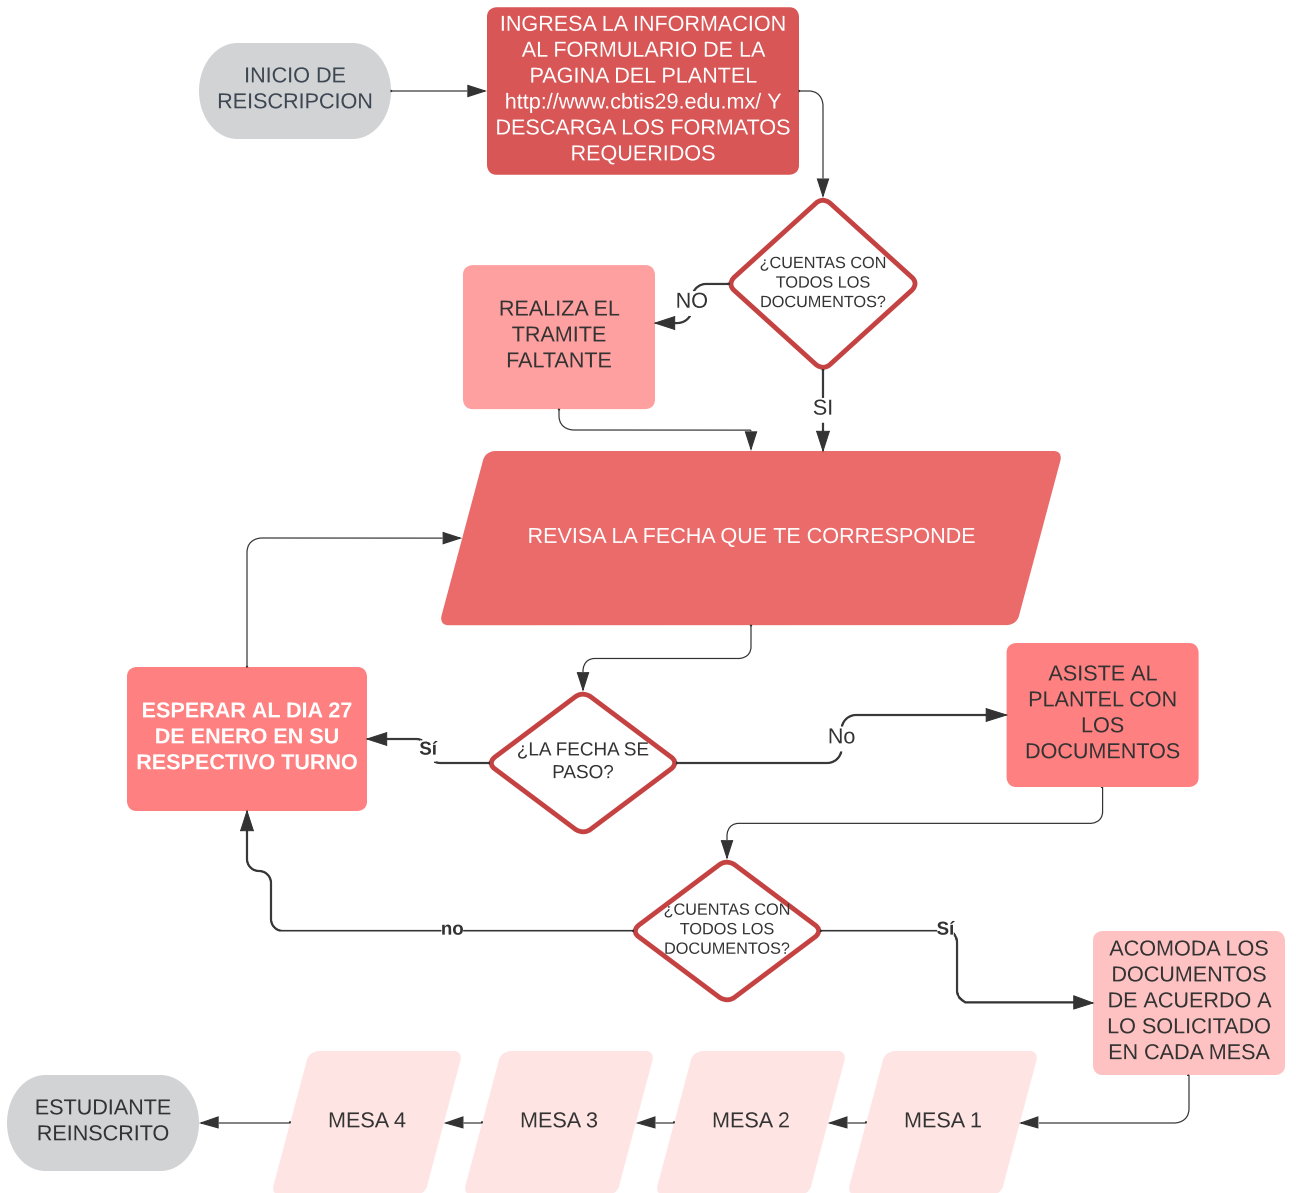 INICIO DE
REISCRIPCION
INGRESA LA INFORMACION
AL FORMULARIO DE LA
PAGINA DEL PLANTEL
http://www.cbtis29.edu.mx/ Y
DESCARGA LOS FORMATOS
REQUERIDOS
¿CUENTAS CON
TODOS LOS
DOCUMENTOS?
NO
REALIZA EL
TRAMITE
FALTANTE
SI
REVISA LA FECHA QUE TE CORRESPONDE
ESPERAR AL DIA 27
DE ENERO EN SU
RESPECTIVO TURNO
Sí
¿LA FECHA SE
PASO?
No
ASISTE AL
PLANTEL CON
LOS
DOCUMENTOS
no
¿CUENTAS CON
TODOS LOS
DOCUMENTOS?
Sí
ACOMODA LOS
DOCUMENTOS
DE ACUERDO A
LO SOLICITADO
EN CADA MESA
ESTUDIANTE
REINSCRITO
MESA 4
MESA 3
MESA 2
MESA 1